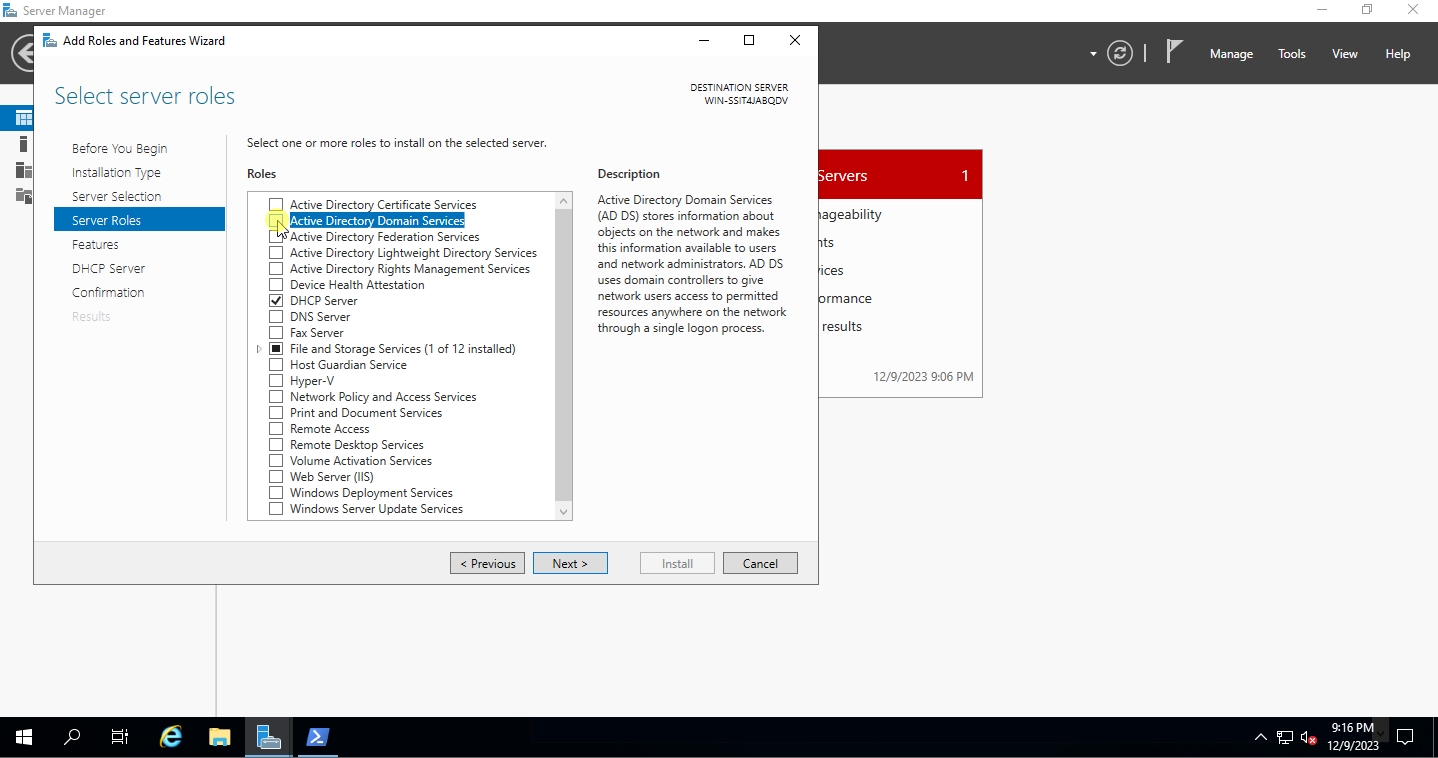 Server Manager
Add Roles and Features Wizard
Manage
Tools
View
Help
Select server roles
DESTINATION SERVER
WIN-SSIT4JABQDV
Before You Begin
Installation Type
Server Selection
Server Roles
Features
DHCP Server
Confirmation
Results
Select one or more roles to install on the selected server.
Roles
Active Directory Certificate Services
Active Directory Domain Services
Active Directory Federation Services
Active Directory Lightweight Directory Services
Active Directory Rights Management Services
Device Health Attestation
DHCP Server
DNS Server
Fax Server
File and Storage Services (1 of 12 installed)
Host Guardian Service
Hyper-V
Network Policy and Access Services
Print and Document Services
Remote Access
Remote Desktop Services
Volume Activation Services
Web Server (IIS)
Windows Deployment Services
Windows Server Update Services
Description
Active Directory Domain Services
(AD DS) stores information about
objects on the network and makes
this information available to users
and network administrators. AD DS
uses domain controllers to give
network users access to permitted
resources anywhere on the network
through a single logon process.
< Previous
Next >
Install
Cancel
Servers 1
nageability
nts
vices
ormance
results
12/9/2023 9:06 PM
9:16 PM
12/9/2023